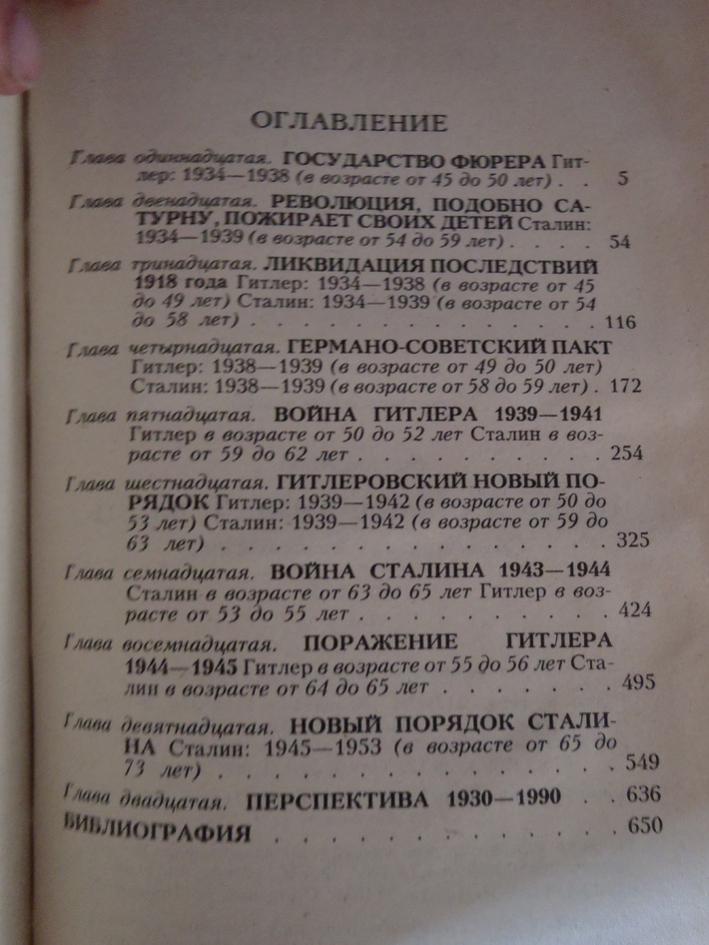 ОГЛАВЛЕНИЕ
Глава одиннадцатая. ГОСУДАРСТВО ФЮРЕРА Гит-
лер: 1934—1938 (в возрасте от 45 до 50 лет) . . 5
Глава двенадцатая. РЕВОЛЮЦИЯ, ПОДОБНО СА-
ТУРНУ, ПОЖИРАЕТ СВОИХ ДЕТЕЙ Сталин:
1934—1939 (в возрасте от 54 до 59 лет) . . . . 54
Глава тринадцатая. ЛИКВИДАЦИЯ ПОСЛЕДСТВИЙ
1918 года Гитлер: 1934—1938 (в возрасте от 45
до 49 лет) Сталин: 1934—1939 (в возрасте от 54
до 58 лет) . . . . . . . . . . . . 116
Глава четырнадцатая. ГЕРМАНО-СОВЕТСКИЙ ПАКТ
Гитлер: 1938—1939 (в возрасте от 49 до 50 лет)
Сталин: 1938—1939 (в возрасте от 58 до 59 лет) . 172
Глава пятнадцатая. ВОЙНА ГИТЛЕРА 1939—1941
Гитлер в возрасте от 50 до 52 лет Сталин в воз-
расте от 59 до 62 лет . . . . . . . . . . 254
Глава шестнадцатая. ГИТЛЕРОВСКИЙ НОВЫЙ ПО-
РЯДОК Гитлер: 1939—1942 (в возрасте от 50 до
53 лет) Сталин: 1939—1942 (в возрасте от 59 до
63 лет) . . . . . . . . . . . . . 325
Глава семнадцатая. ВОЙНА СТАЛИНА 1943—1944
Сталин в возрасте от 63 до 65 лет Гитлер в воз-
расте от 53 до 55 лет . . . . . . . . . . 424
Глава восемнадцатая. ПОРАЖЕНИЕ ГИТЛЕРА
1944—1945 Гитлер в возрасте от 55 до 56 лет Ста-
лин в возрасте от 64 до 65 лет . . . . . . . 495
Глава девятнадцатая. НОВЫЙ ПОРЯДОК СТАЛИ-
НА Сталин: 1945—1953 (в возрасте от 65 до
73 лет) . . . . . . . . . . . . . 549
Глава двадцатая. ПЕРСПЕКТИВА 1930—1990 . . 636
БИБЛИОГРАФИЯ . . . . . . . . . . . . 650